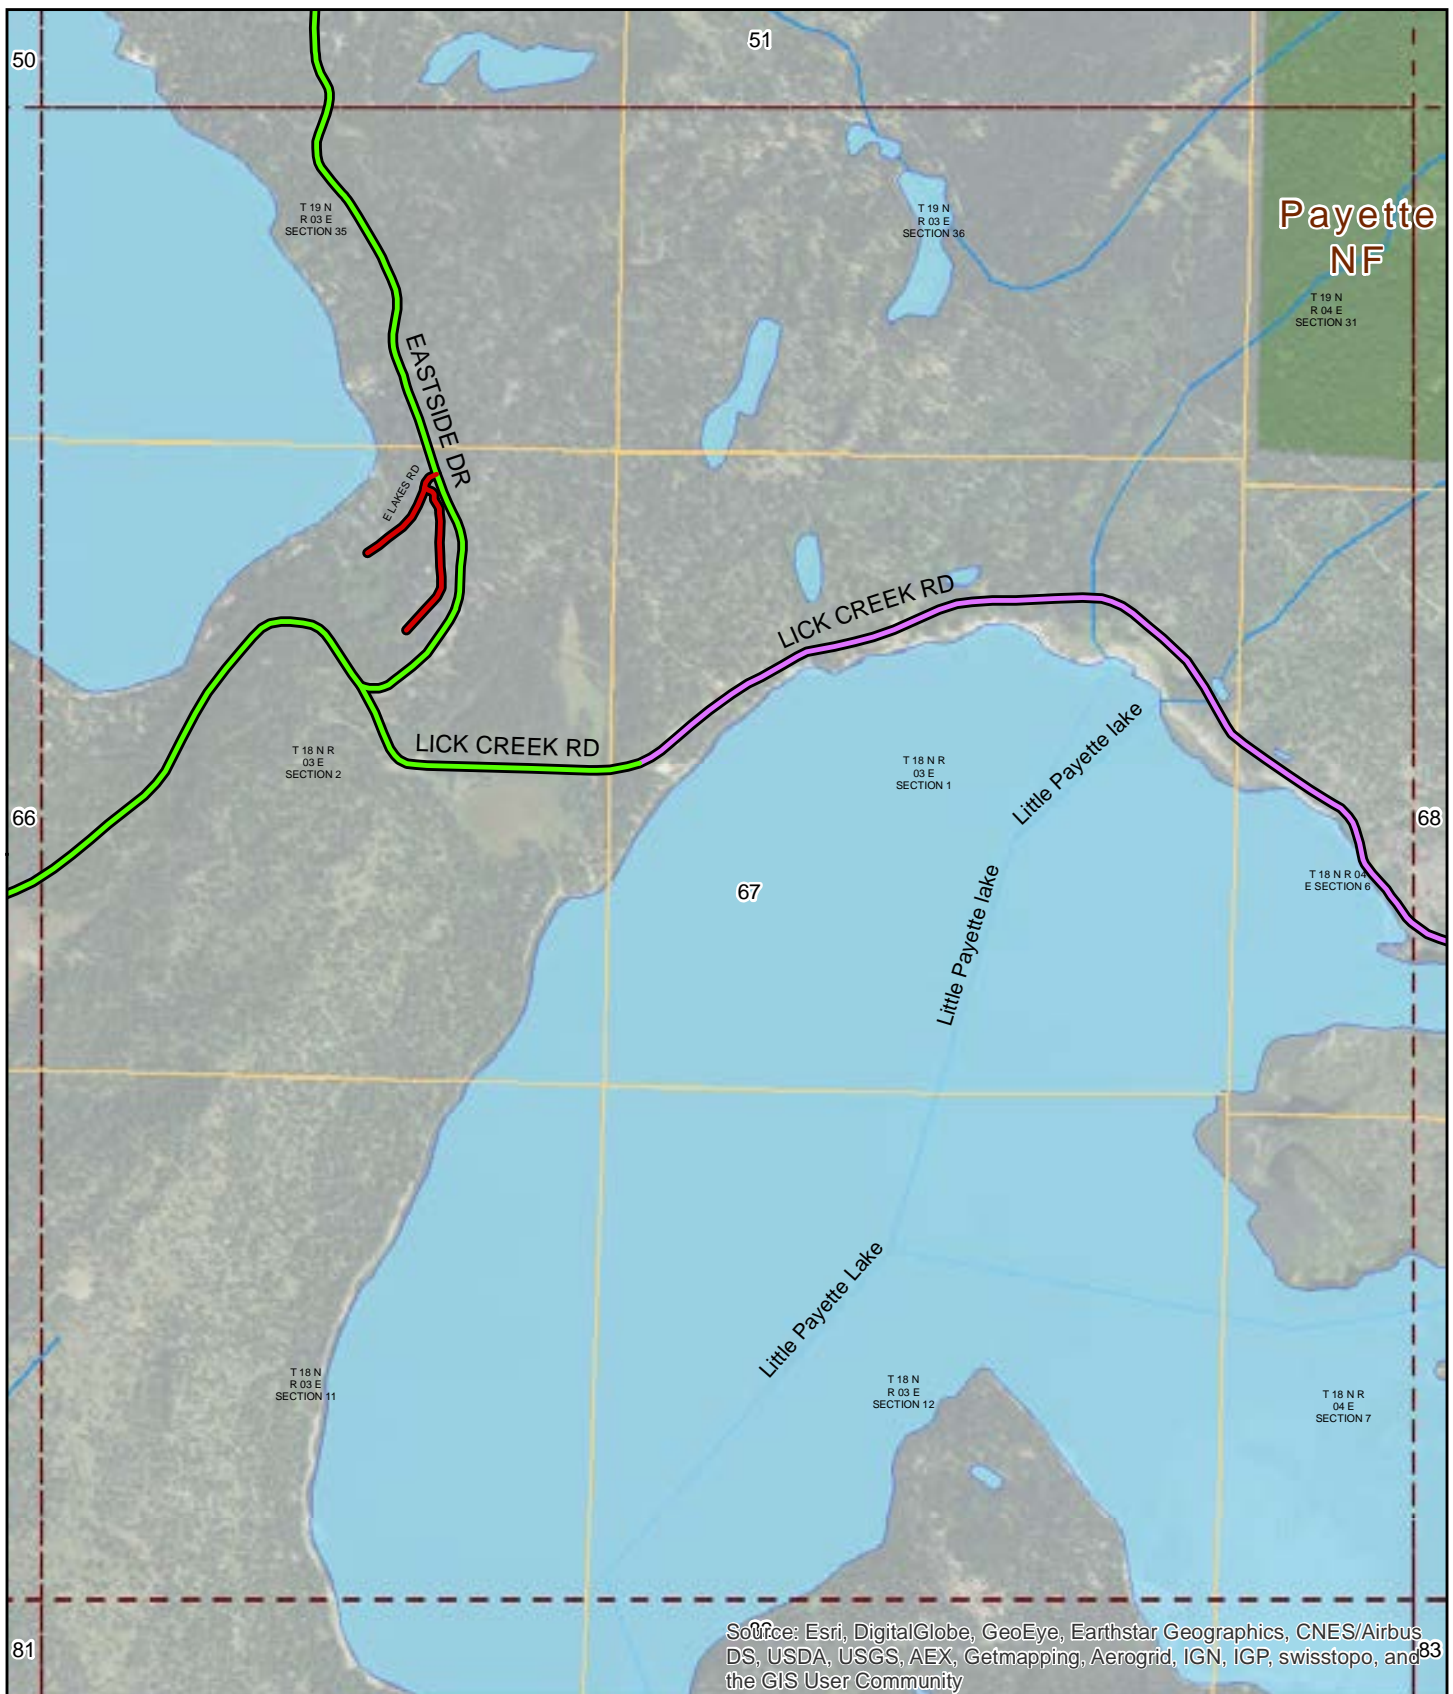 50
51
T 19 N
R 03 E
SECTION 35
T 19 N
R 03 E
SECTION 36
Payette
NF
T 19 N
R 04 E
SECTION 31
EASTSIDE DR
E LAKES RD
LICK CREEK RD
LICK CREEK RD
T 18 N R
03 E
SECTION 2
T 18 N R
03 E
SECTION 1
Little Payette lake
66
68
67
T 18 N R 04
E SECTION 6
Little Payette lake
Little Payette Lake
T 18 N
R 03 E
SECTION 11
T 18 N
R 03 E
SECTION 12
T 18 N R
04 E
SECTION 7
81
83
Source: Esri, DigitalGlobe, GeoEye, Earthstar Geographics, CNES/Airbus
DS, USDA, USGS, AEX, Getmapping, Aerogrid, IGN, IGP, swisstopo, and
the GIS User Community